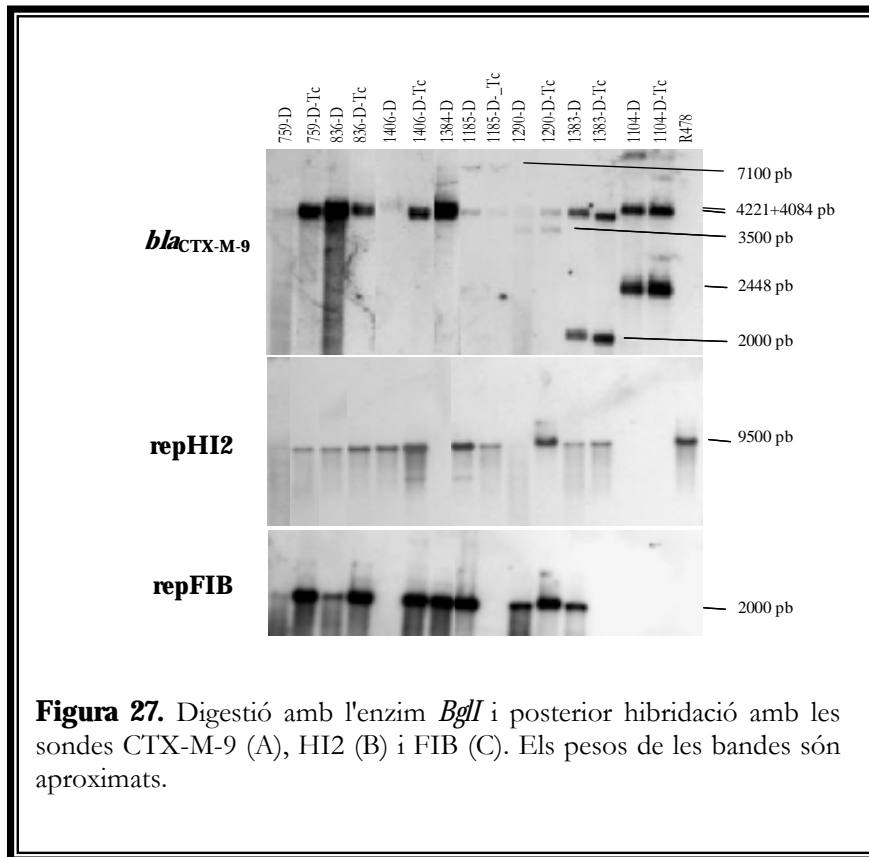 759-D
759-D-Tc
836-D
836-D-Tc
1406-D
1406-D-Tc
1384-D
1185-D
1185-D-_Tc
1290-D
1290-D-Tc
1383-D
1383-D-Tc
1104-D
1104-D-Tc
R478
7100 pb
4221+4084 pb
blaCTX-M-9
3500 pb
2448 pb
2000 pb
9500 pb
repHI2
repFIB
2000 pb
Figura 27. Digestió amb l'enzim BglI i posterior hibridació amb les
sondes CTX-M-9 (A), HI2 (B) i FIB (C). Els pesos de les bandes són
aproximats.